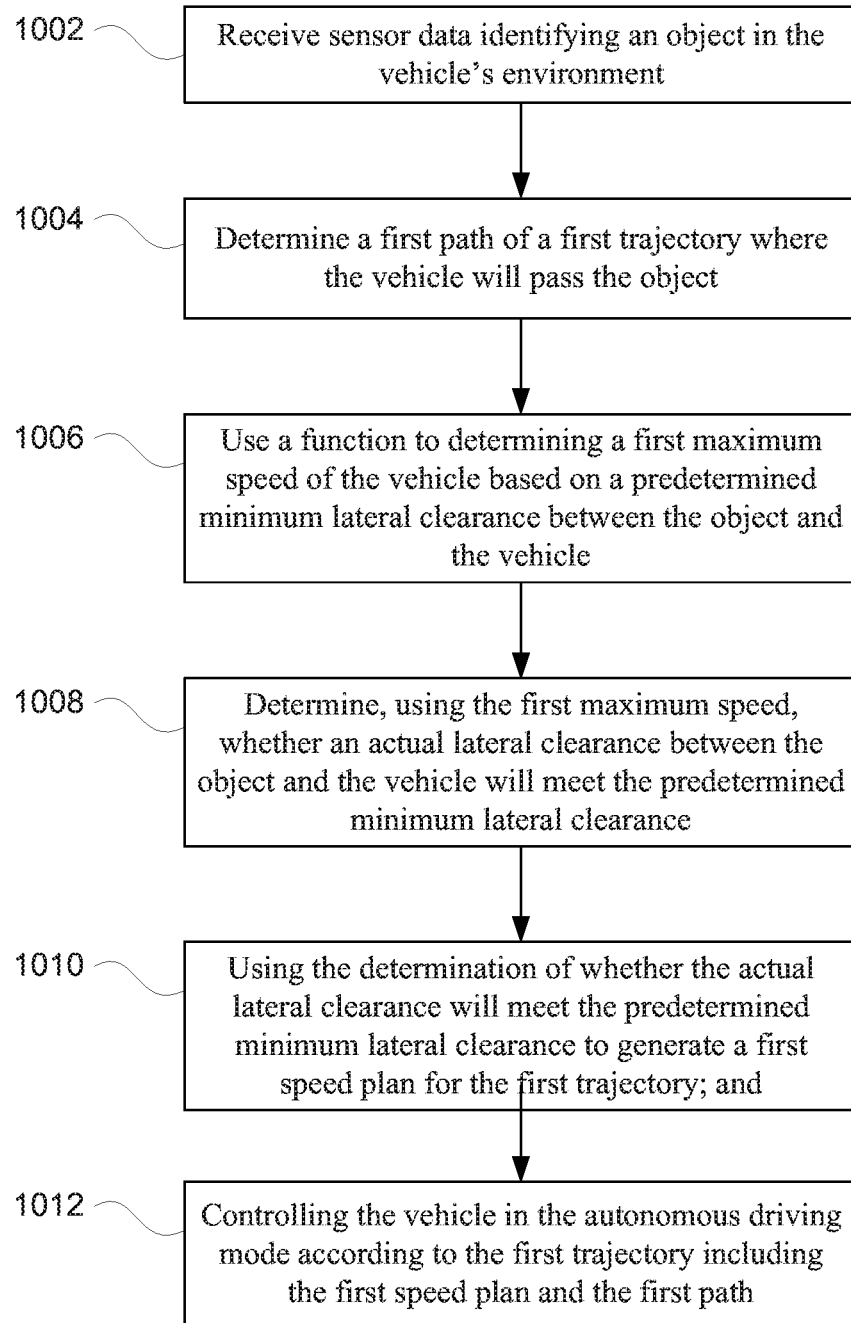 1002
Receive sensor data identifying an object in the
vehicle's environment
1004
Determine a first path of a first trajectory where
the vehicle will pass the object
1006
Use a function to determining a first maximum
speed of the vehicle based on a predetermined
minimum lateral clearance between the object and
the vehicle
1008
Determine, using the first maximum speed,
whether an actual lateral clearance between the
object and the vehicle will meet the predetermined
minimum lateral clearance
1010
Using the determination of whether the actual
lateral clearance will meet the predetermined
minimum lateral clearance to generate a first
speed plan for the first trajectory; and
1012
Controlling the vehicle in the autonomous driving
mode according to the first trajectory including
the first speed plan and the first path